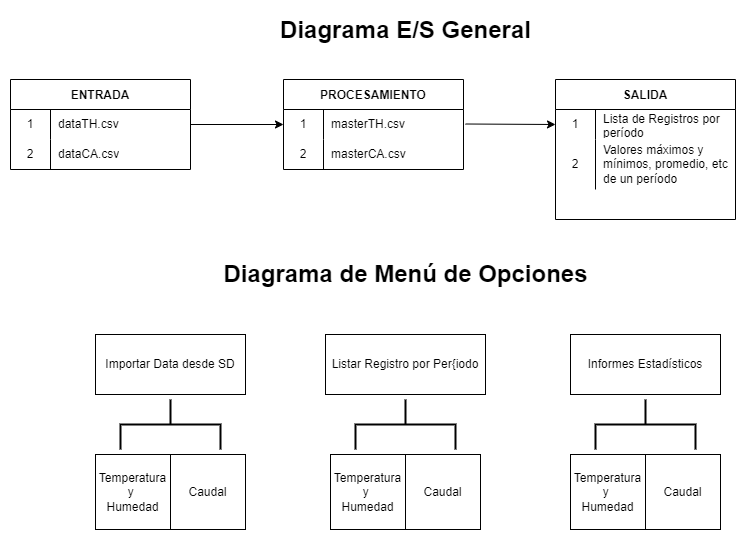 Diagrama E/S General
ENTRADA
1 dataTH.csv
2 dataCA.csv
PROCESAMIENTO
1 masterTH.csv
2 masterCA.csv
SALIDA
1 Lista de Registros por
período
2 Valores máximos y
mínimos, promedio, etc
de un período
Diagrama de Menú de Opciones
Importar Data desde SD
Temperatura
y
Humedad
Caudal
Listar Registro por Per{iodo
Temperatura
y
Humedad
Caudal
Informes Estadísticos
Temperatura
y
Humedad
Caudal